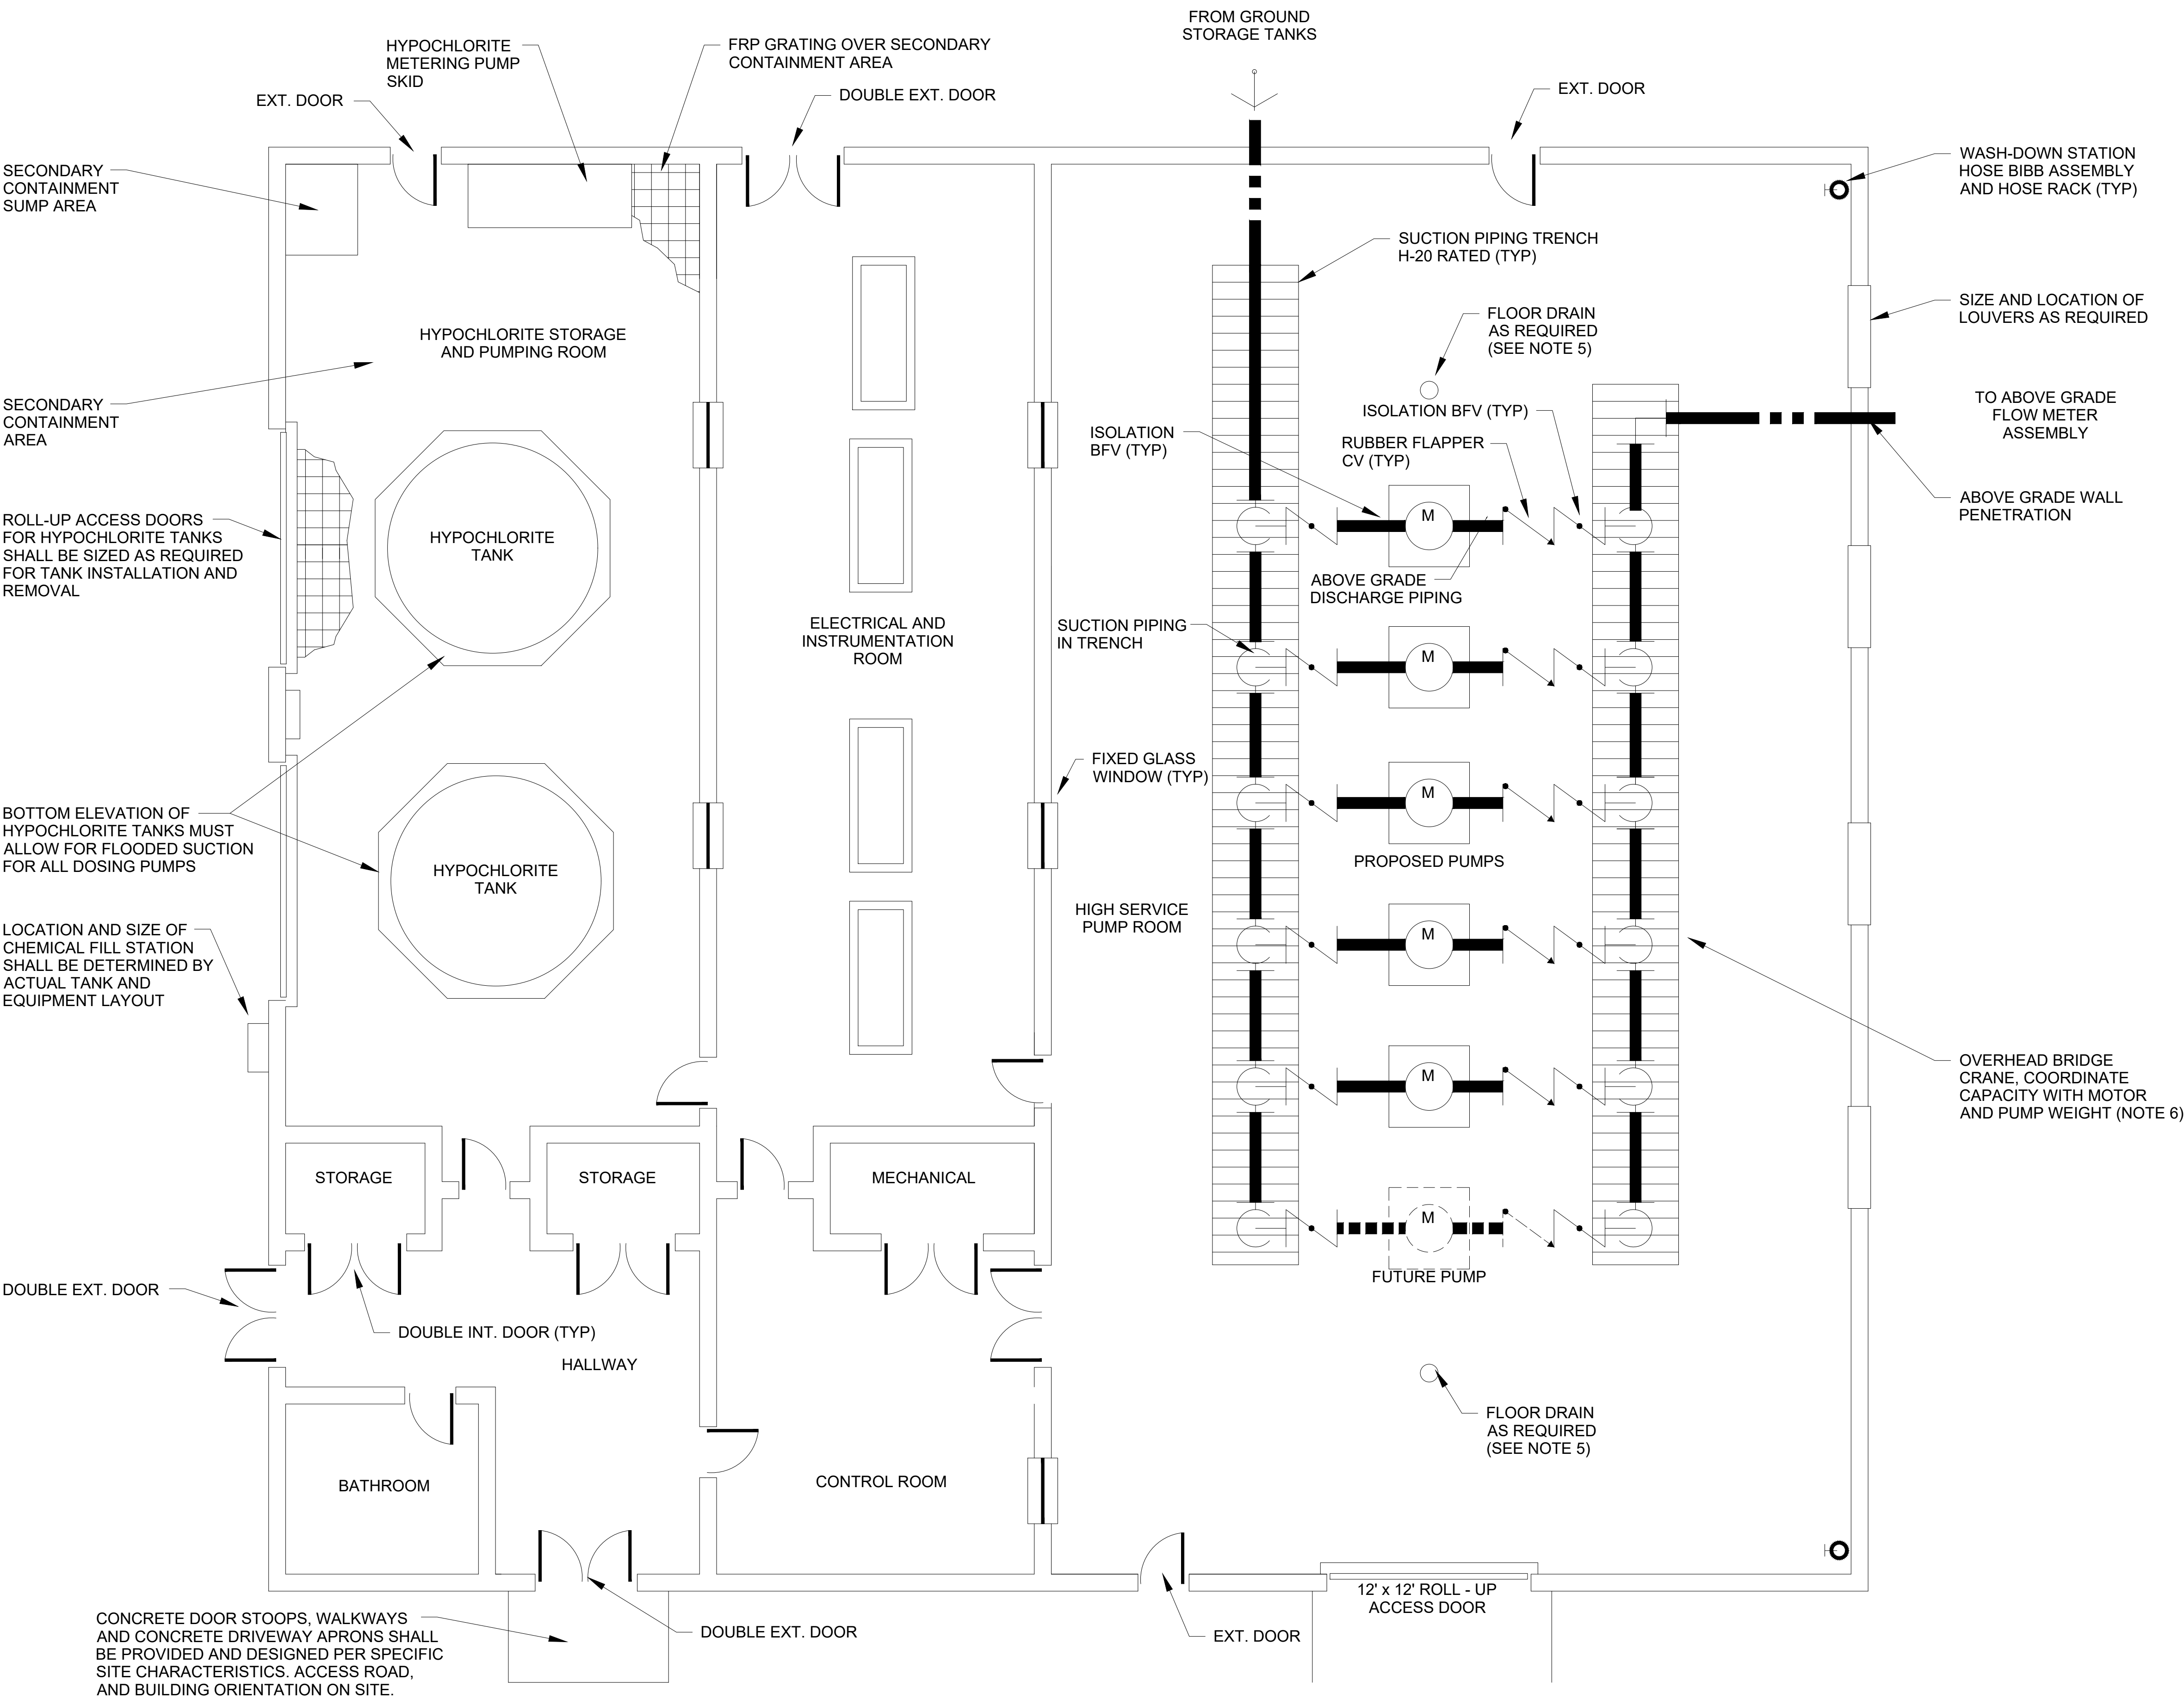 FROM GROUND
STORAGE TANKS
HYPOCHLORITE
METERING PUMP
SKID
FRP GRATING OVER SECONDARY
CONTAINMENT AREA
EXT. DOOR
DOUBLE EXT. DOOR
EXT. DOOR
SECONDARY
CONTAINMENT
SUMP AREA
WASH-DOWN STATION
HOSE BIBB ASSEMBLY
AND HOSE RACK (TYP)
SUCTION PIPING TRENCH
H-20 RATED (TYP)
SIZE AND LOCATION OF
LOUVERS AS REQUIRED
FLOOR DRAIN
AS REQUIRED
(SEE NOTE 5)
HYPOCHLORITE STORAGE
AND PUMPING ROOM
SECONDARY
CONTAINMENT
AREA
TO ABOVE GRADE
FLOW METER
ASSEMBLY
ISOLATION BFV (TYP)
ISOLATION
BFV (TYP)
RUBBER FLAPPER
CV (TYP)
ABOVE GRADE WALL
PENETRATION
ROLL-UP ACCESS DOORS
FOR HYPOCHLORITE TANKS
SHALL BE SIZED AS REQUIRED
FOR TANK INSTALLATION AND
REMOVAL
HYPOCHLORITE
TANK
M
ABOVE GRADE
DISCHARGE PIPING
ELECTRICAL AND
INSTRUMENTATION
ROOM
SUCTION PIPING
IN TRENCH
M
FIXED GLASS
WINDOW (TYP)
M
BOTTOM ELEVATION OF
HYPOCHLORITE TANKS MUST
ALLOW FOR FLOODED SUCTION
FOR ALL DOSING PUMPS
HYPOCHLORITE
TANK
PROPOSED PUMPS
HIGH SERVICE
PUMP ROOM
M
LOCATION AND SIZE OF
CHEMICAL FILL STATION
SHALL BE DETERMINED BY
ACTUAL TANK AND
EQUIPMENT LAYOUT
OVERHEAD BRIDGE
CRANE, COORDINATE
CAPACITY WITH MOTOR
AND PUMP WEIGHT (NOTE 6)
M
STORAGE
STORAGE
MECHANICAL
M
FUTURE PUMP
DOUBLE EXT. DOOR
DOUBLE INT. DOOR (TYP)
HALLWAY
FLOOR DRAIN
AS REQUIRED
(SEE NOTE 5)
BATHROOM
CONTROL ROOM
12' x 12' ROLL - UP
ACCESS DOOR
CONCRETE DOOR STOOPS, WALKWAYS
AND CONCRETE DRIVEWAY APRONS SHALL
BE PROVIDED AND DESIGNED PER SPECIFIC
SITE CHARACTERISTICS. ACCESS ROAD,
AND BUILDING ORIENTATION ON SITE.
DOUBLE EXT. DOOR
EXT. DOOR